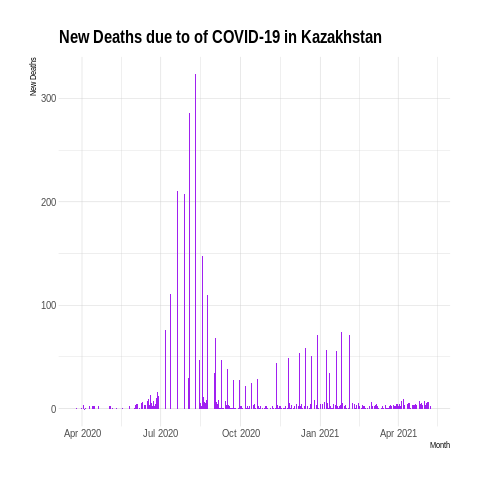 New Deaths due to of COVID-19 in Kazakhstan
New Deaths
300
200
100
0
Apr 2020 Jul 2020 Oct 2020 Jan 2021 Apr 2021
Month